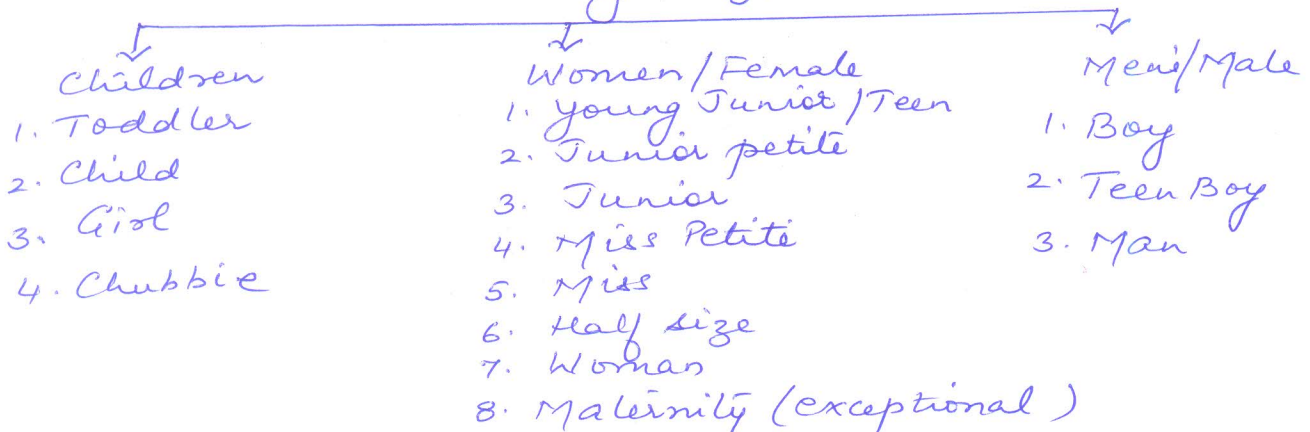 Children
1. Toddler
2. Child
3. Girl
4. Chubbie
Women/Female
1. Young Junior/Teen
2. Junior petite
3. Junior
4. Miss Petite
5. Miss
6. Half size
7. Woman
8. Maternity (exceptional)
Men's/Male
1. Boy
2. Teen Boy
3. Man